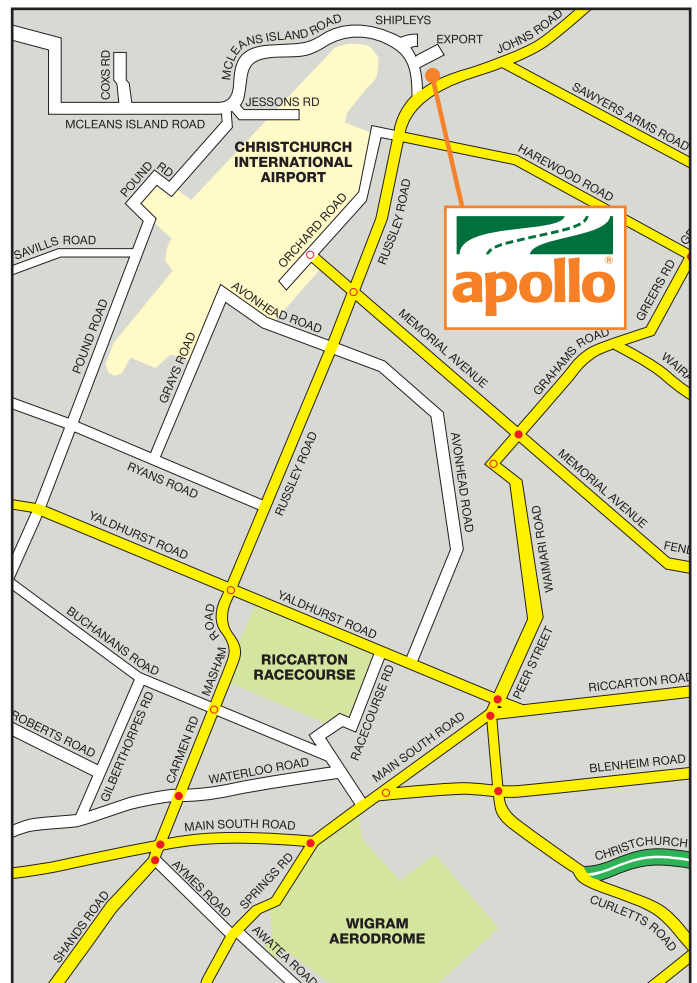 SHIPLEYS
EXPORT
JOHNS ROAD
MCLEANS ISLAND ROAD
COXS RD
SAWYERS ARMS ROAD
JESSONS RD
MCLEANS ISLAND ROAD
CHRISTCHURCH
INTERNATIONAL
AIRPORT
HAREWOOD ROAD
POUND RD
ORCHARD ROAD
RUSSLEY ROAD
apollo®
SAVILLS ROAD
GREERS RD
AVONHEAD ROAD
MEMORIAL AVENUE
GRAHAMS ROAD
POUND ROAD
GRAYS ROAD
WAIRA
AVONHEAD ROAD
MEMORIAL AVENUE
RYANS ROAD
RUSSLEY ROAD
YALDHURST ROAD
WAIMARI ROAD
FEND
YALDHURST ROAD
BUCHANANS ROAD
MASHAM ROAD
RICCARTON
RACECOURSE
PEER STREET
RICCARTON ROAD
RACECOURSE RD
GILBERTHORPES RD
ROBERTS ROAD
CARMEN RD
MAIN SOUTH ROAD
WATERLOO ROAD
BLENHEIM ROAD
MAIN SOUTH ROAD
CHRISTCHURCH
AYMES ROAD
SPRINGS RD
SHANDS ROAD
WIGRAM
AERODROME
CURLETTS ROAD
AWATEA ROAD